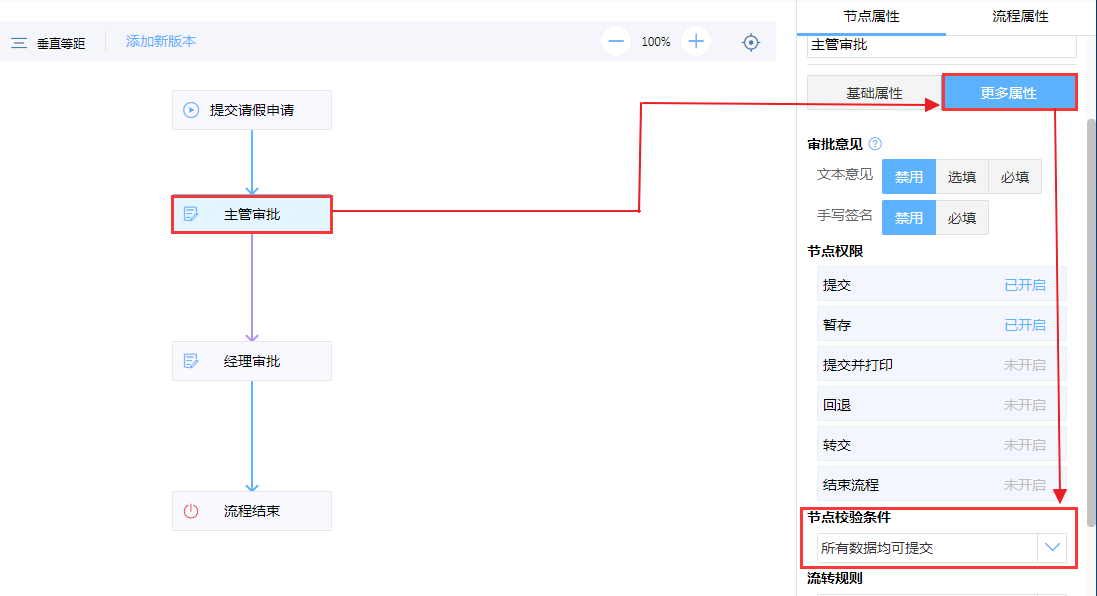 节点属性 流程属性
垂直等距 添加新版本 100%
主管审批
基础属性 更多属性
提交请假申请
主管审批
经理审批
流程结束
审批意见
文本意见 禁用 选填 必填
手写签名 禁用 必填
节点权限
提交 已开启
暂存 已开启
提交并打印 未开启
回退 未开启
转交 未开启
结束流程 未开启
节点校验条件
所有数据均可提交
流转规则